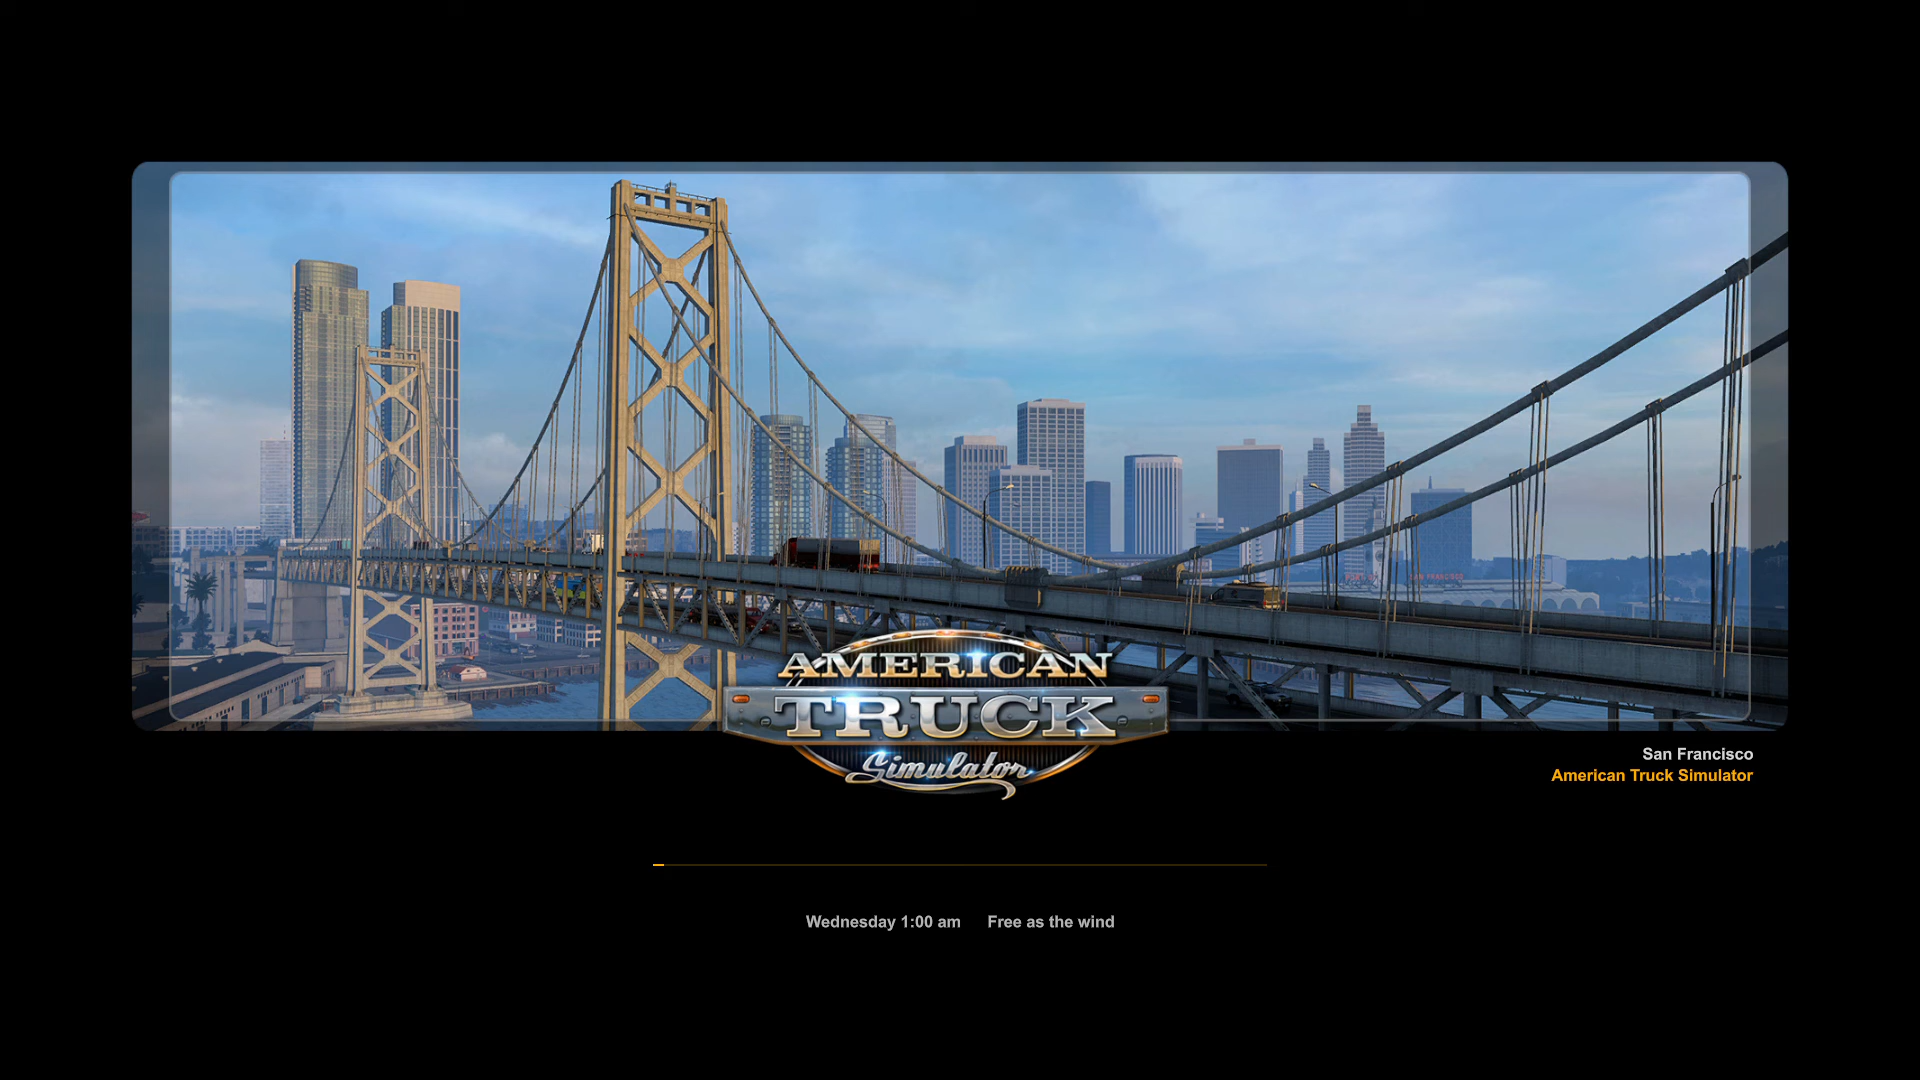 AMERICAN
TRUCK
Simulator
San Francisco
American Truck Simulator
Wednesday 1:00 am Free as the wind